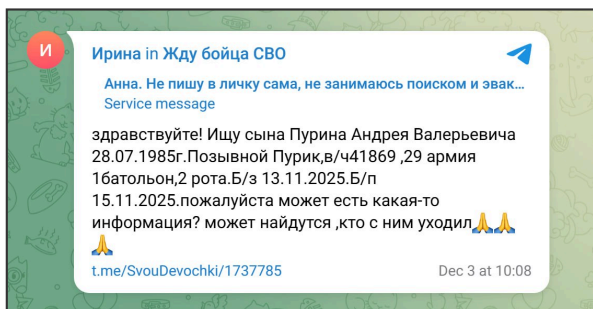 И
Ирина in Жду бойца СВО
Анна. Не пишу в личку сама, не занимаюсь поиском и эвак...
Service message
здравствуйте! Ищу сына Пурина Андрея Валерьевича
28.07.1985г.Позывной Пурик,в/ч41869 ,29 армия
1батольон,2 рота.Б/з 13.11.2025.Б/п
15.11.2025.пожалуйста может есть какая-то
информация? может найдутся ,кто с ним уходил🙏🙏
🙏
t.me/SvouDevochki/1737785 Dec 3 at 10:08